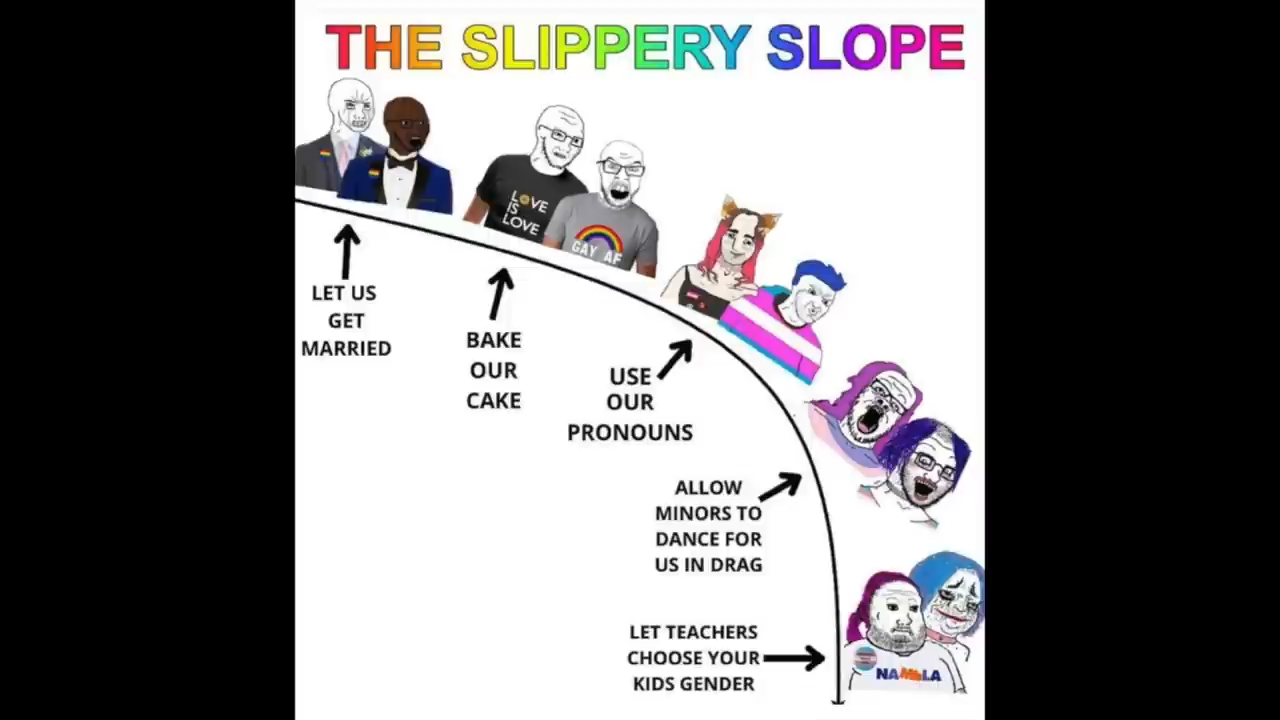 THE SLIPPERY SLOPE
LOVE
IS
LOVE
GAY AF
LET US
GET
MARRIED
BAKE
OUR
CAKE
USE
OUR
PRONOUNS
ALLOW
MINORS TO
DANCE FOR
US IN DRAG
LET TEACHERS
CHOOSE YOUR
KIDS GENDER
NAMBLA